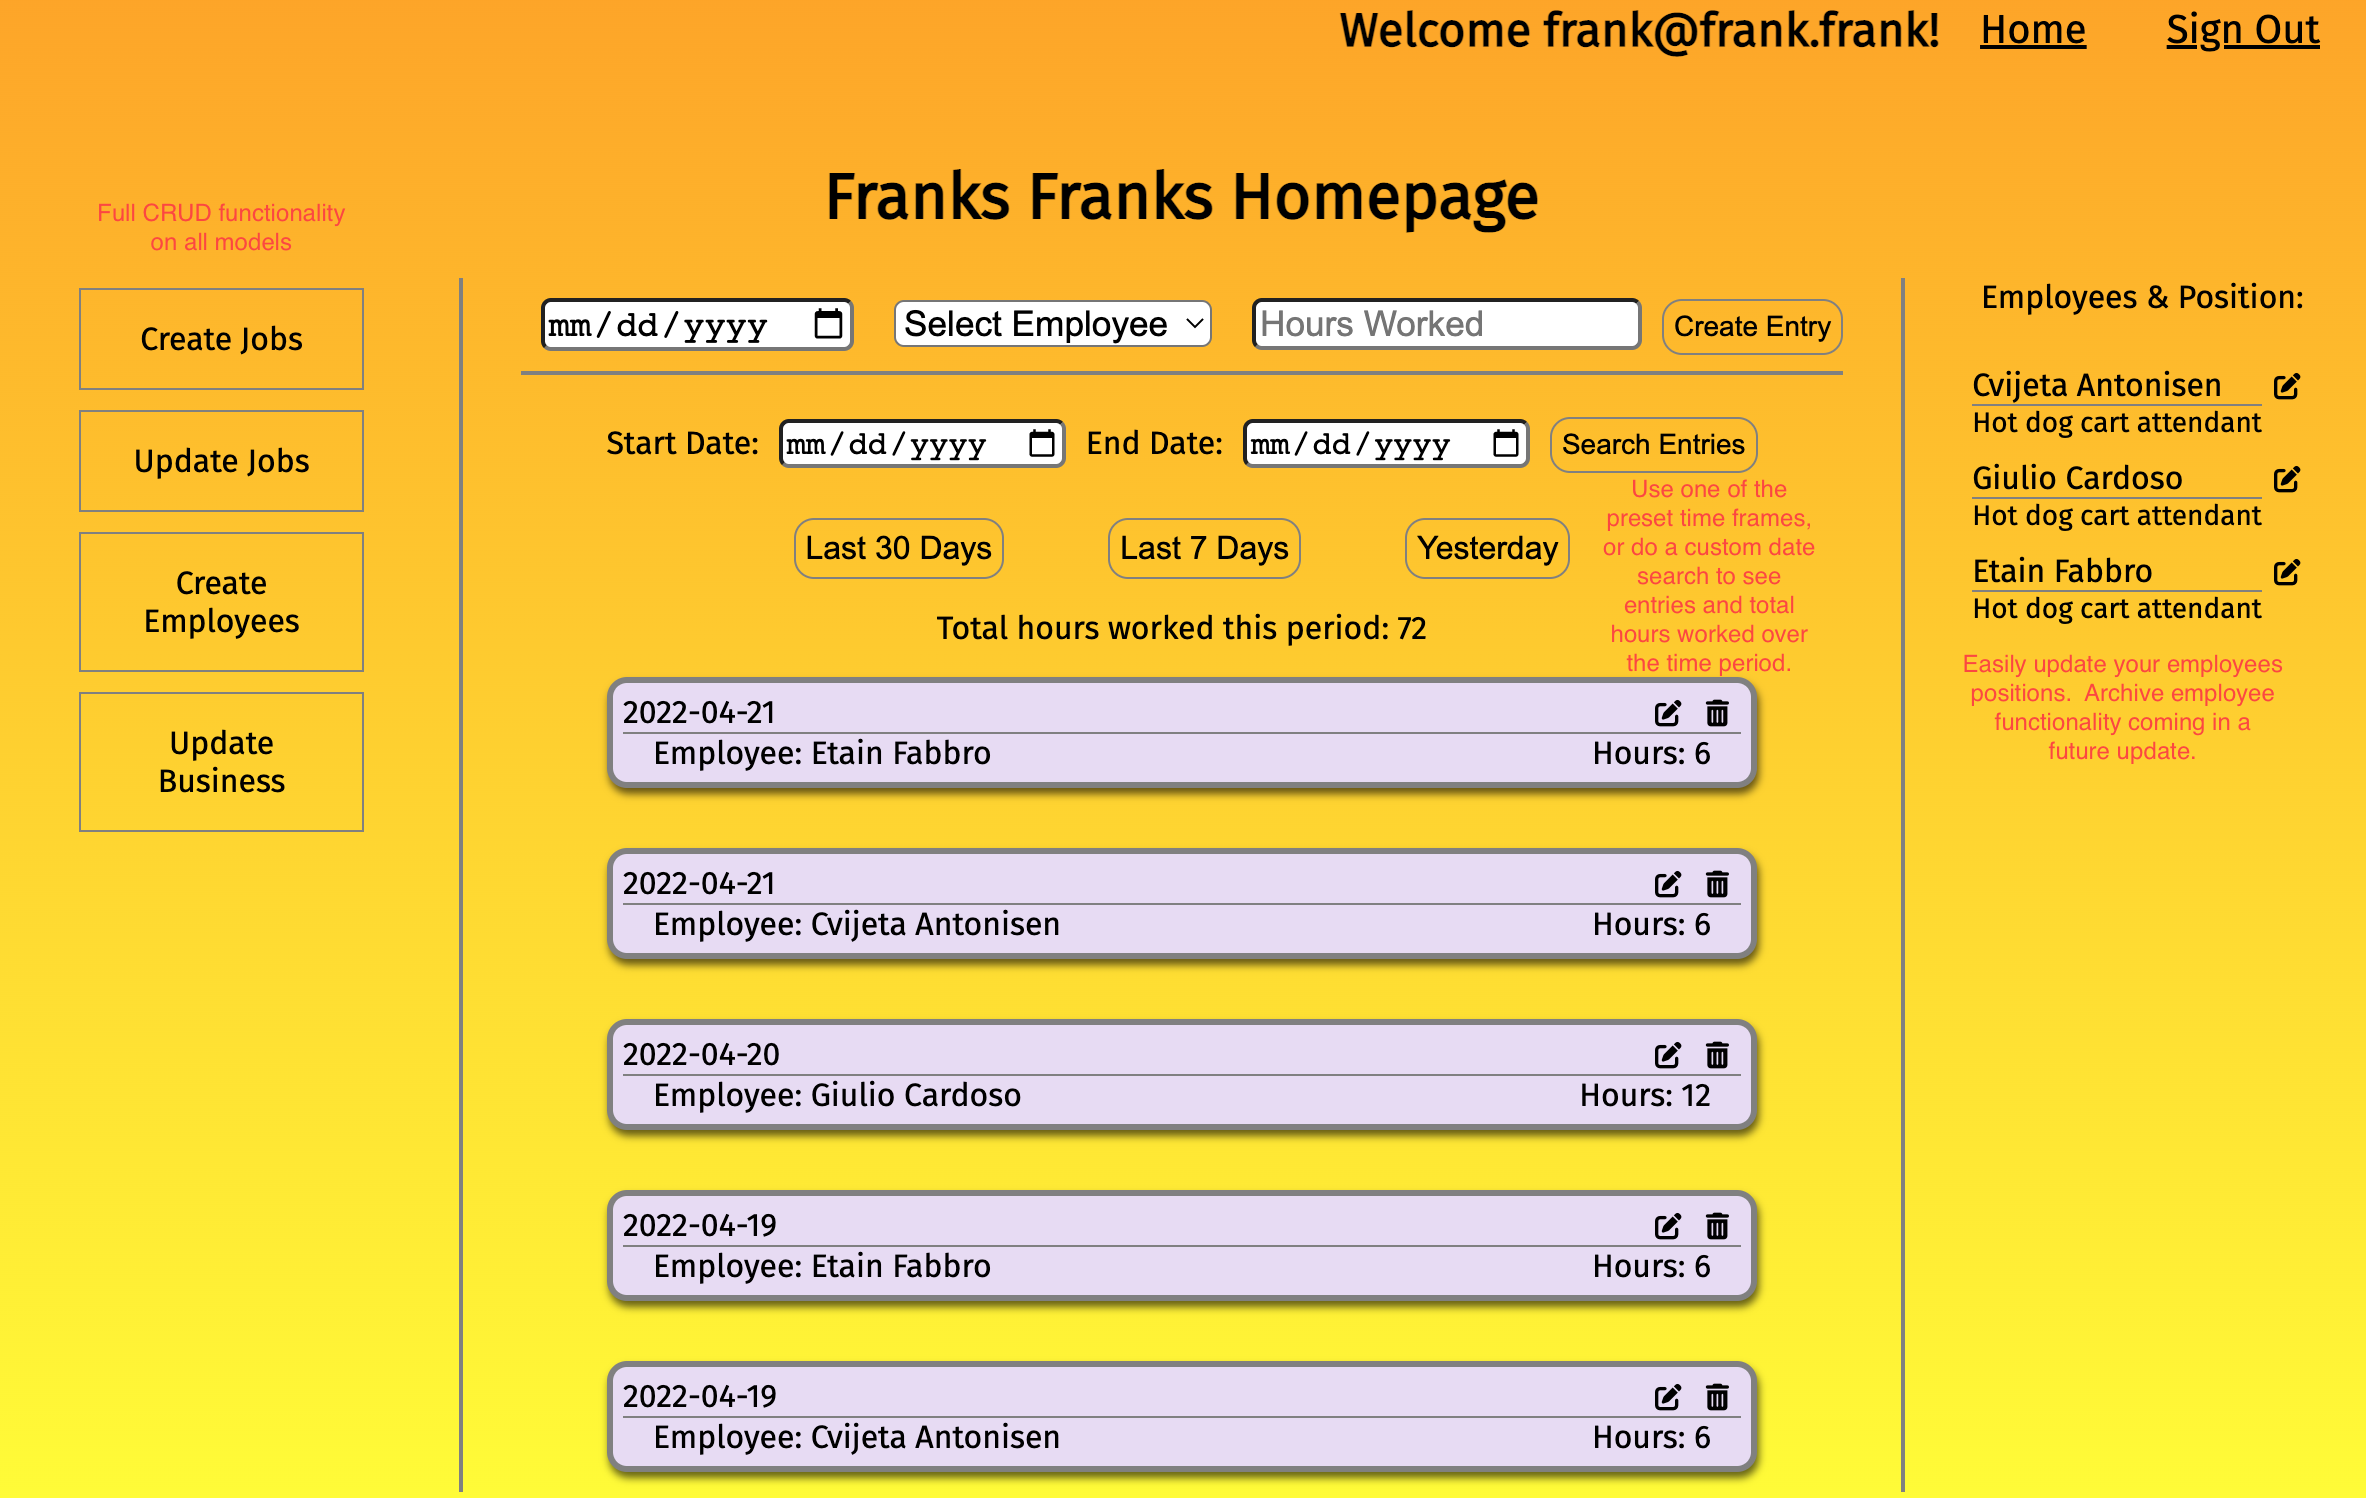 Welcome frank@frank.frank! Home Sign Out
Franks Franks Homepage
Full CRUD functionality
on all models
Create Jobs
Update Jobs
Create
Employees
Update
Business
mm/dd/yyyy Select Employee Hours Worked Create Entry
Start Date: mm/dd/yyyy End Date: mm/dd/yyyy Search Entries
Last 30 Days Last 7 Days Yesterday
Use one of the
preset time frames,
or do a custom date
search to see
entries and total
hours worked over
the time period.
Total hours worked this period: 72
2022-04-21
Employee: Etain Fabbro Hours: 6
2022-04-21
Employee: Cvijeta Antonisen Hours: 6
2022-04-20
Employee: Giulio Cardoso Hours: 12
2022-04-19
Employee: Etain Fabbro Hours: 6
2022-04-19
Employee: Cvijeta Antonisen Hours: 6
Employees & Position:
Cvijeta Antonisen
Hot dog cart attendant
Giulio Cardoso
Hot dog cart attendant
Etain Fabbro
Hot dog cart attendant
Easily update your employees
positions.  Archive employee
functionality coming in a
future update.